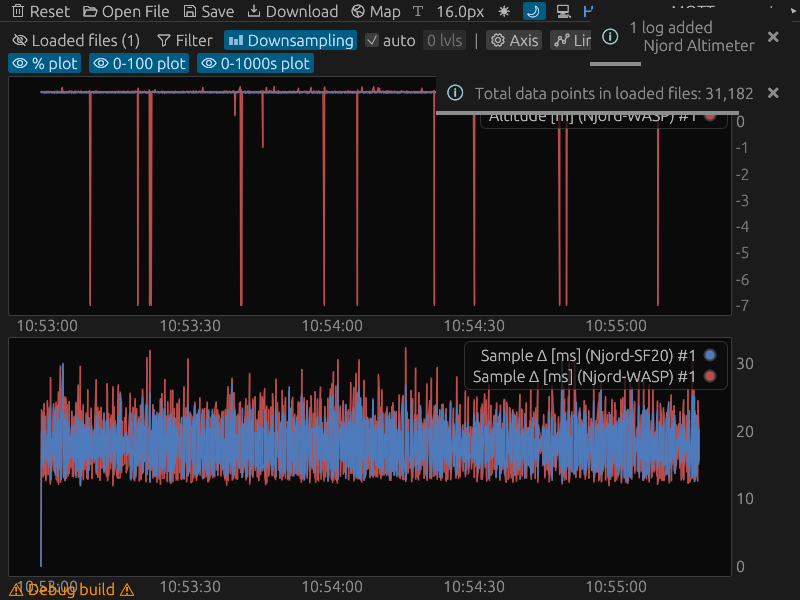 Reset Open File Save Download Map T 16.0px
1 log added
Njord Altimeter
Loaded files (1) Filter Downsampling auto 0 lvls | Axis
% plot 0-100 plot 0-1000s plot
Total data points in loaded files: 31,182
Altitude [m] (Njord-WASP) #1
0
-1
-2
-3
-4
-5
-6
-7
10:53:00 10:53:30 10:54:00 10:54:30 10:55:00
Sample Δ [ms] (Njord-SF20) #1
Sample Δ [ms] (Njord-WASP) #1
30
20
10
0
10:53:00 10:53:30 10:54:00 10:54:30 10:55:00
⚠ Debug build ⚠